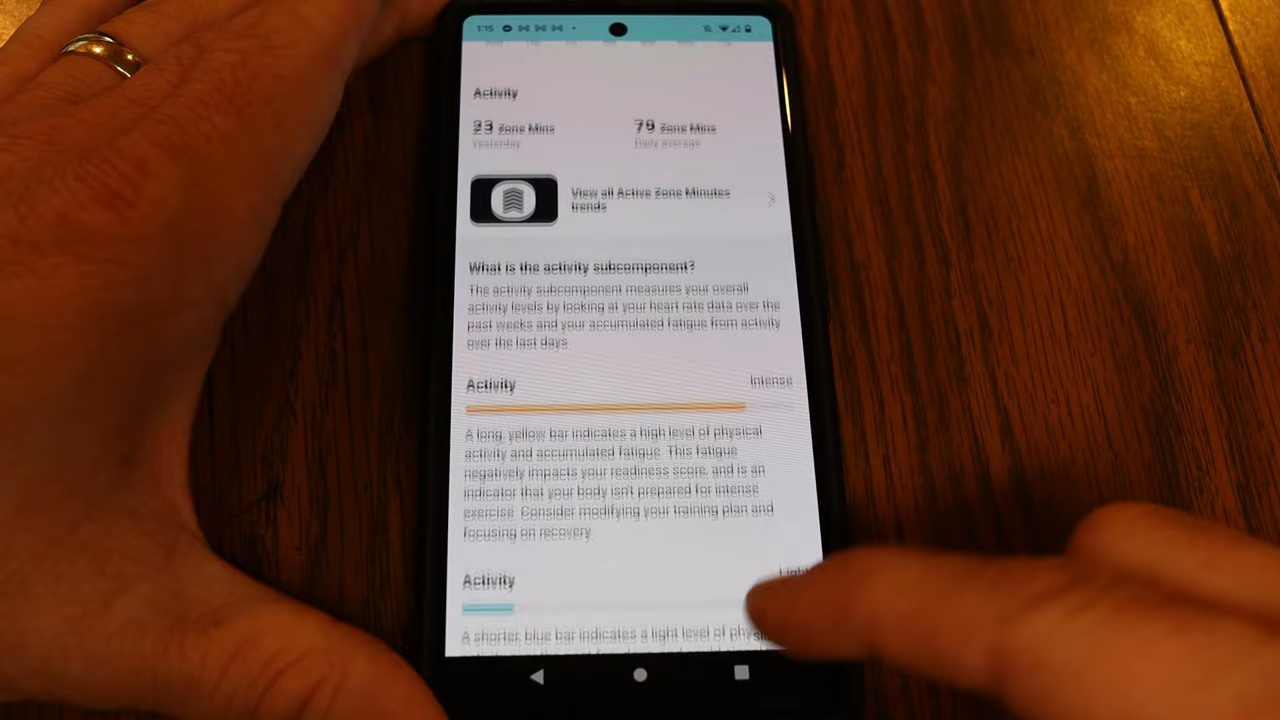 1:15
Activity
23 Zone Mins
79 Zone Mins
Yesterday
Daily average
View all Active Zone Minutes
trends
What is the activity subcomponent?
The activity subcomponent measures your overall
activity levels by looking at your heart rate data over the
past weeks and your accumulated fatigue from activity
over the last days.
Activity
Intense
A long, yellow bar indicates a high level of physical
activity and accumulated fatigue. This fatigue
negatively impacts your readiness score, and is an
indicator that your body isn't prepared for intense
exercise. Consider modifying your training plan and
focusing on recovery.
Activity
Light
A shorter, blue bar indicates a light level of